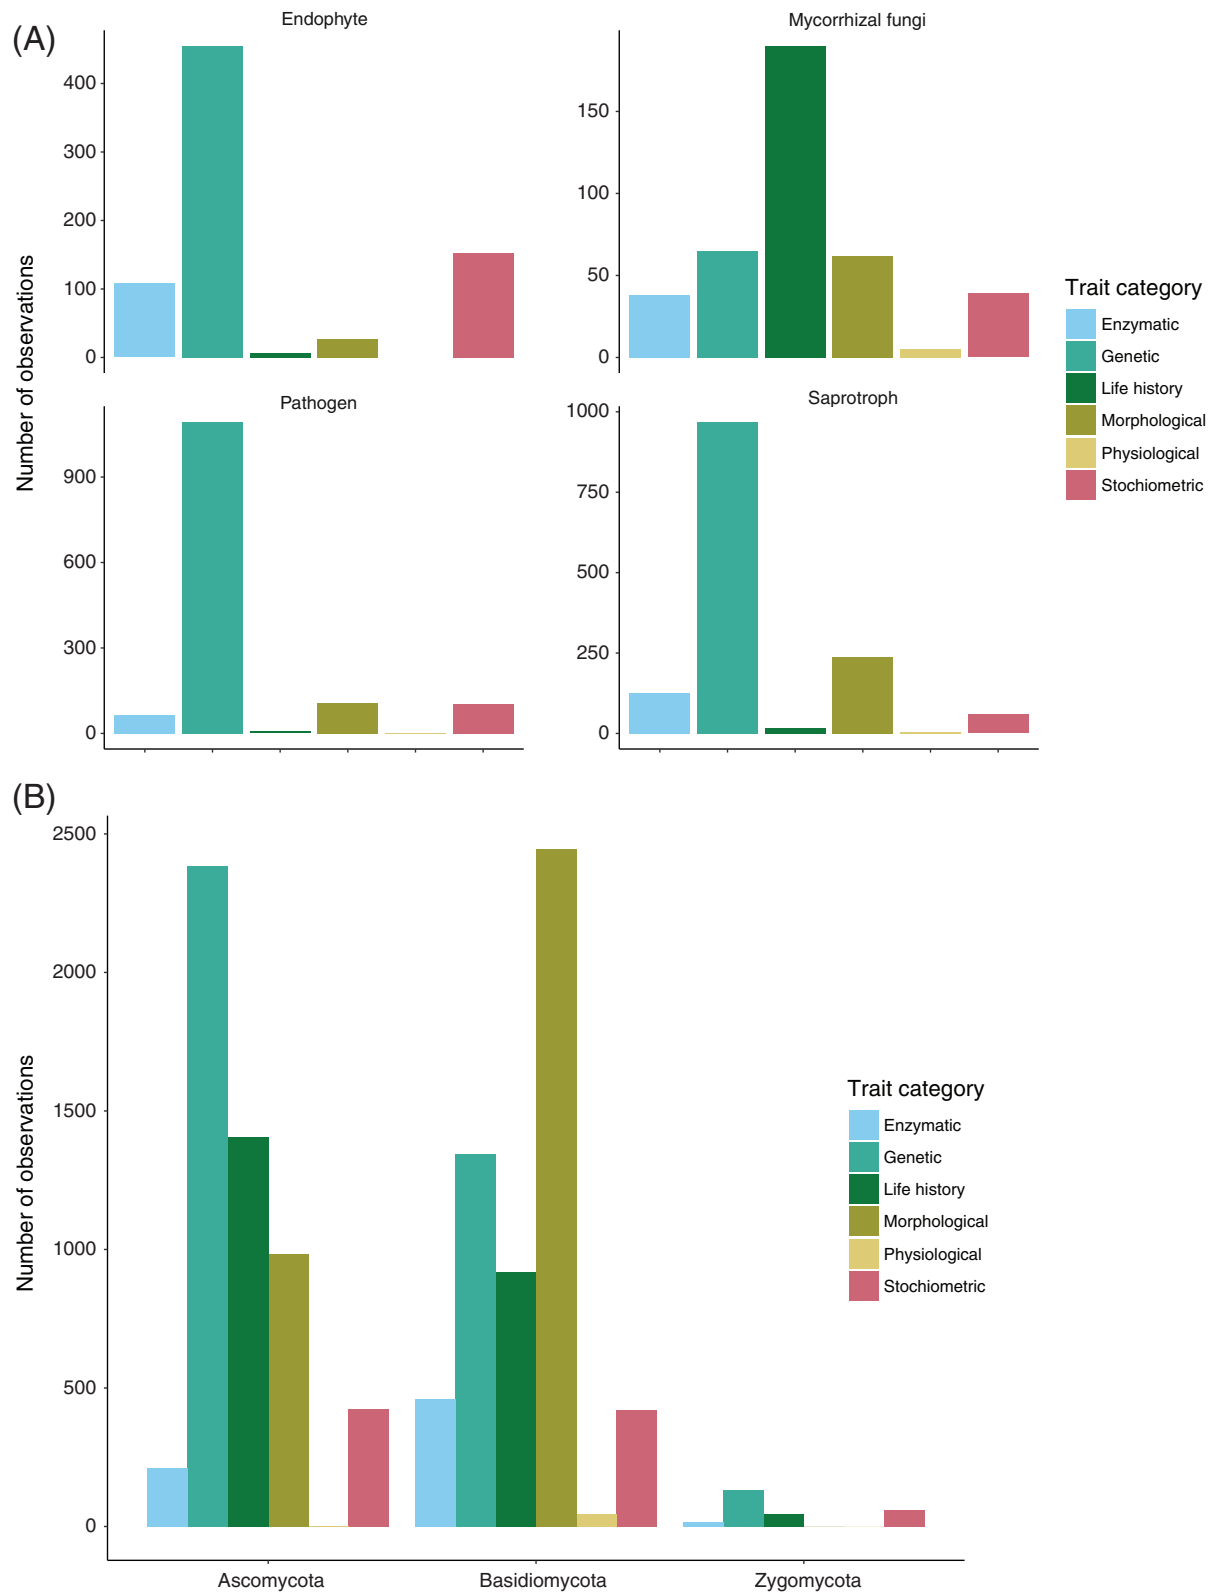 (A)
Endophyte
Mycorrhizal fungi
400
300
200
100
0
150
100
50
0
Number of observations
Pathogen
Saprotroph
900
600
300
0
1000
750
500
250
0
Trait category
Enzymatic
Genetic
Life history
Morphological
Physiological
Stochiometric
(B)
2500
2000
1500
1000
500
0
Number of observations
Ascomycota
Basidiomycota
Zygomycota
Trait category
Enzymatic
Genetic
Life history
Morphological
Physiological
Stochiometric